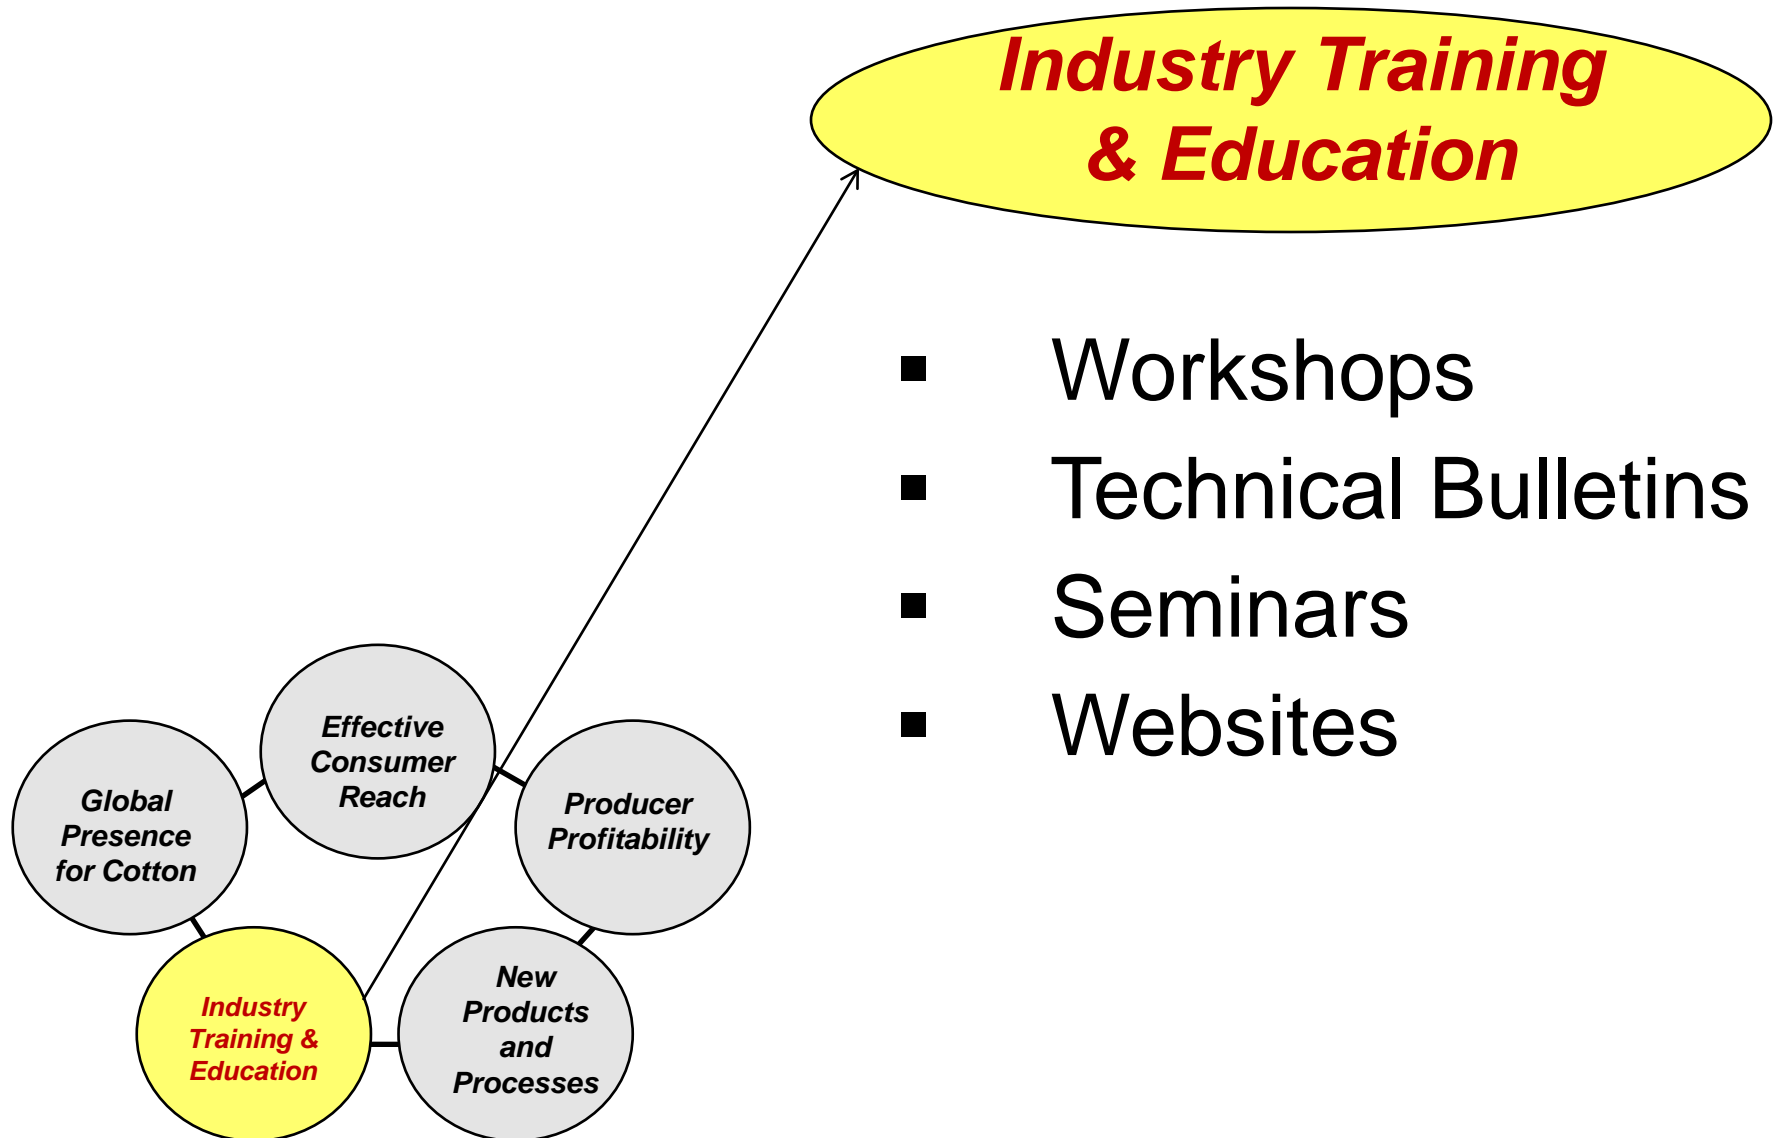 Industry Training
& Education
▪ Workshops
▪ Technical Bulletins
▪ Seminars
▪ Websites
Effective
Consumer
Reach
Global
Presence
for Cotton
Producer
Profitability
Industry
Training &
Education
New
Products
and
Processes